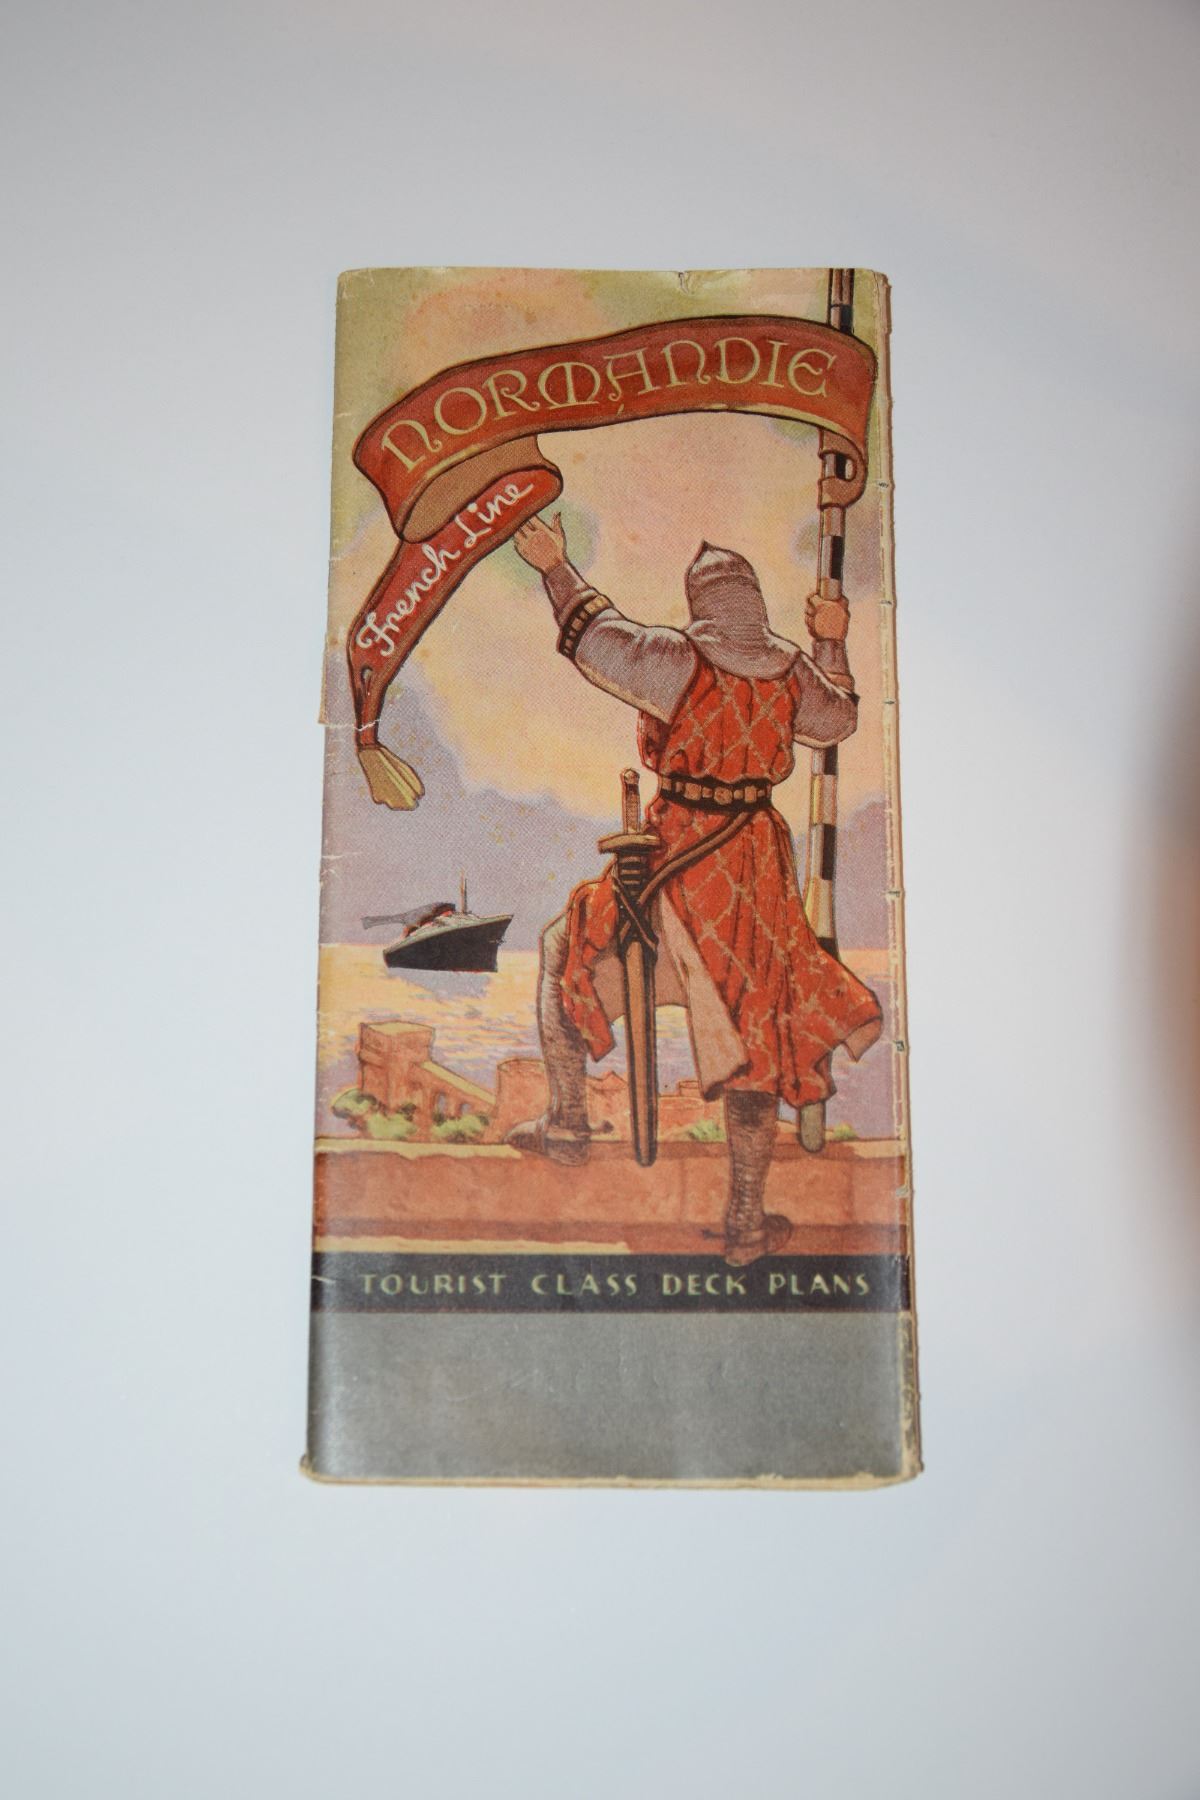 NORMANDIE
French Line
TOURIST CLASS DECK PLANS